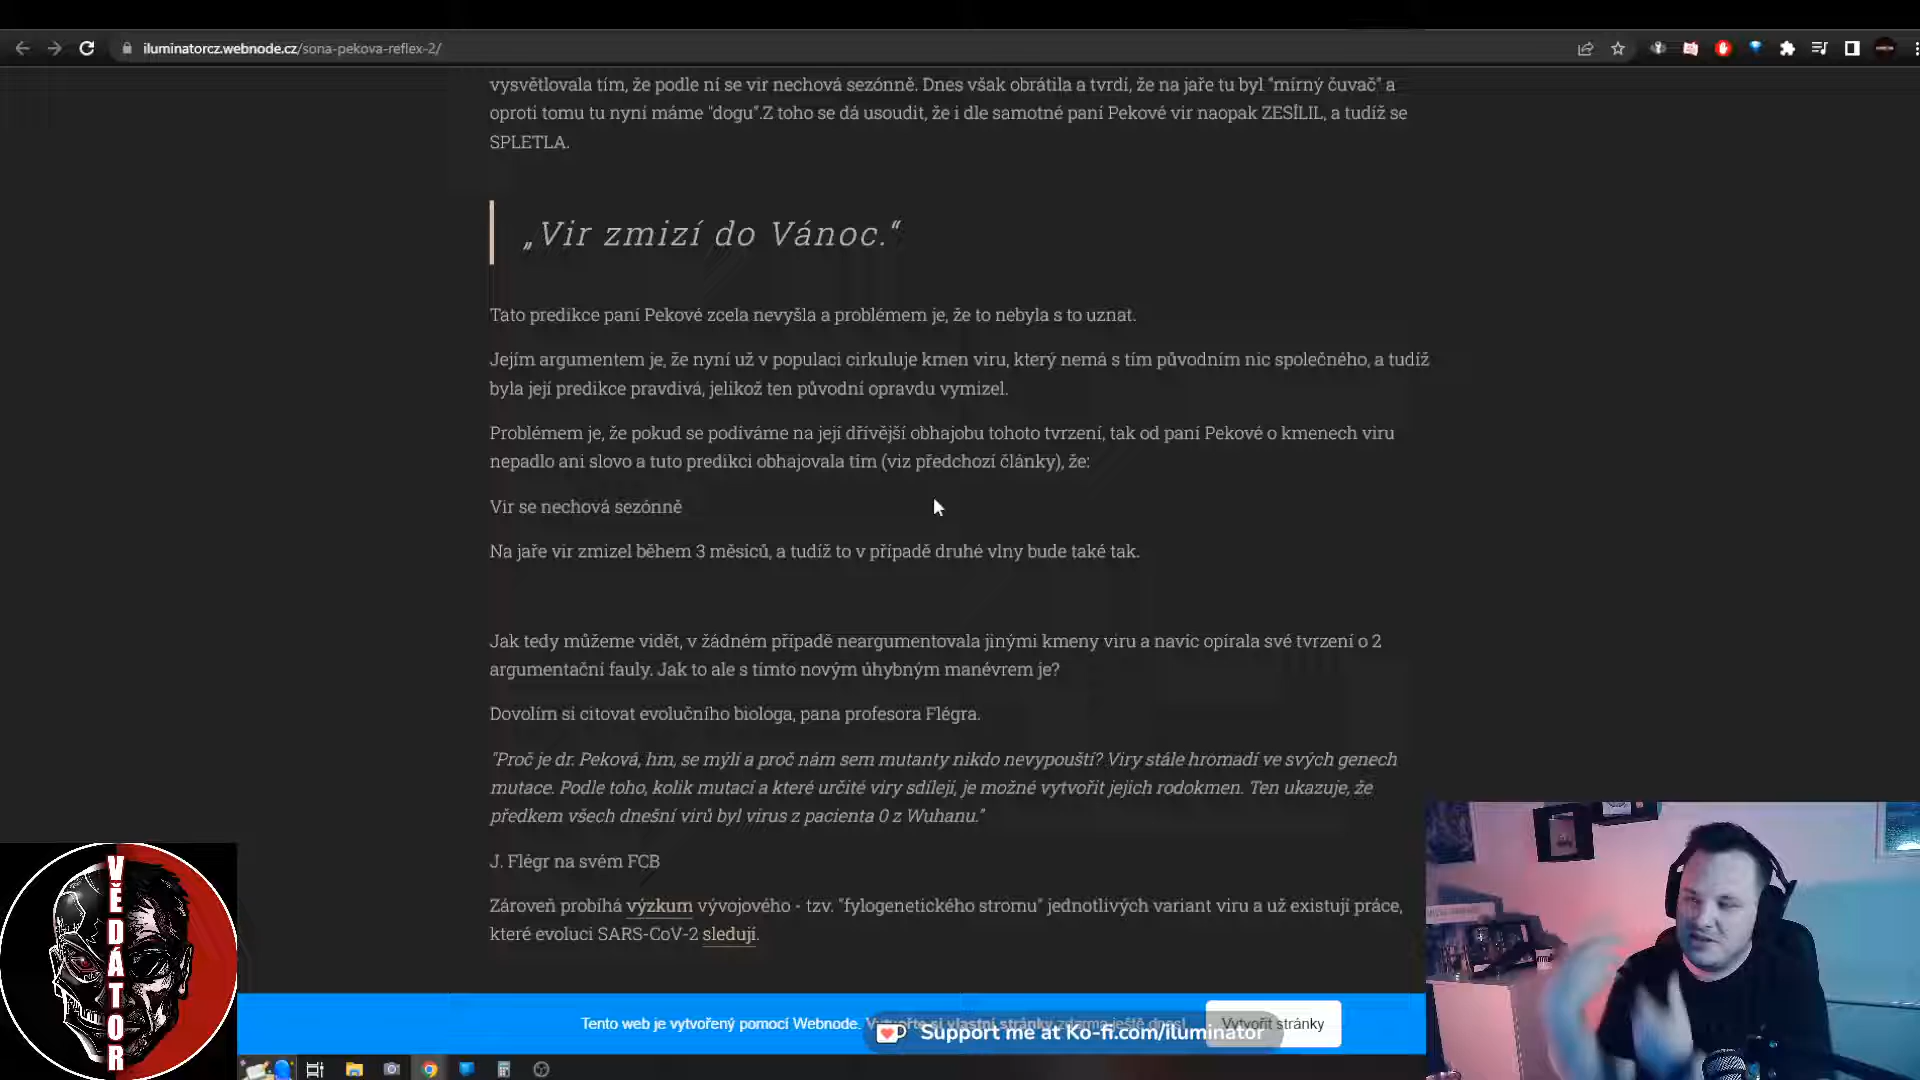 iluminatorcz.webnode.cz/sona-pekova-reflex-2/
vysvětlovala tím, že podle ní se vir nechová sezónně. Dnes však obrátila a tvrdí, že na jaře tu byl "mírný čuvač" a
oproti tomu tu nyní máme "dogu".Z toho se dá usoudit, že i dle samotné paní Pekové vir naopak ZESÍLIL, a tudíž se
SPLETLA.
„Vir zmizí do Vánoc.“
Tato predikce paní Pekové zcela nevyšla a problémem je, že to nebyla s to uznat.
Jejím argumentem je, že nyní už v populaci cirkuluje kmen viru, který nemá s tím původním nic společného, a tudíž
byla její predikce pravdivá, jelikož ten původní opravdu vymizel.
Problémem je, že pokud se podíváme na její dřívější obhajobu tohoto tvrzení, tak od paní Pekové o kmenech viru
nepadlo ani slovo a tuto predikci obhajovala tím (viz předchozí články), že:
Vir se nechová sezónně
Na jaře vir zmizel během 3 měsíců, a tudíž to v případě druhé vlny bude také tak.
Jak tedy můžeme vidět, v žádném případě neargumentovala jinými kmeny viru a navíc opírala své tvrzení o 2
argumentační fauly. Jak to ale s tímto novým úhybným manévrem je?
Dovolím si citovat evolučního biologa, pana profesora Flégra.
"Proč je dr. Peková, hm, se mýlí a proč nám sem mutanty nikdo nevypouští? Viry stále hromadí ve svých genech
mutace. Podle toho, kolik mutací a které určité viry sdílejí, je možné vytvořit jejich rodokmen. Ten ukazuje, že
předkem všech dnešní virů byl virus z pacienta 0 z Wuhanu."
J. Flégr na svém FCB
Zároveň probíhá výzkum vývojového - tzv. "fylogenetického stromu" jednotlivých variant viru a už existují práce,
které evoluci SARS-CoV-2 sledují.
VĚDÁTOR
Tento web je vytvořený pomocí Webnode. Vytvořte si vlastní stránky zdarma ještě dnes!
Vytvořit stránky
Support me at Ko-fi.com/iluminator